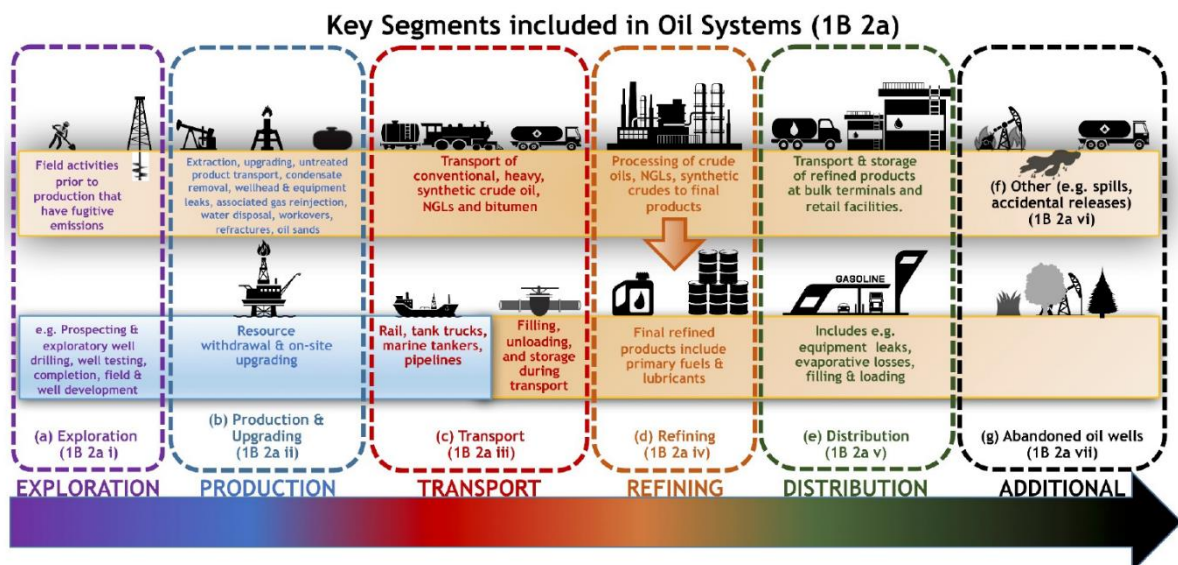 Key Segments included in Oil Systems (1B 2a)
Field activities
prior to
production that
have fugitive
emissions
Extraction, upgrading, untreated
product transport, condensate
removal, wellhead & equipment
leaks, associated gas reinjection,
water disposal, workovers,
refractures, oil sands
Transport of
conventional, heavy,
synthetic crude oil,
NGLs and bitumen
Processing of crude
oils, NGLs, synthetic
crudes to final
products
Transport & storage
of refined products
at bulk terminals and
retail facilities.
(f) Other (e.g. spills,
accidental releases)
(1B 2a vi)
GASOLINE
e.g. Prospecting &
exploratory well
drilling, well testing,
completion, field &
well development
Resource
withdrawal & on-site
upgrading
Rail, tank trucks,
marine tankers,
pipelines
Filling,
unloading,
and storage
during
transport
Final refined
products include
primary fuels &
lubricants
Includes e.g.
equipment leaks,
evaporative losses,
filling & loading
(a) Exploration
(1B 2a i)
(b) Production &
Upgrading
(1B 2a ii)
(c) Transport
(1B 2a iii)
(d) Refining
(1B 2a iv)
(e) Distribution
(1B 2a v)
(g) Abandoned oil wells
(1B 2a vii)
EXPLORATION
PRODUCTION
TRANSPORT
REFINING
DISTRIBUTION
ADDITIONAL